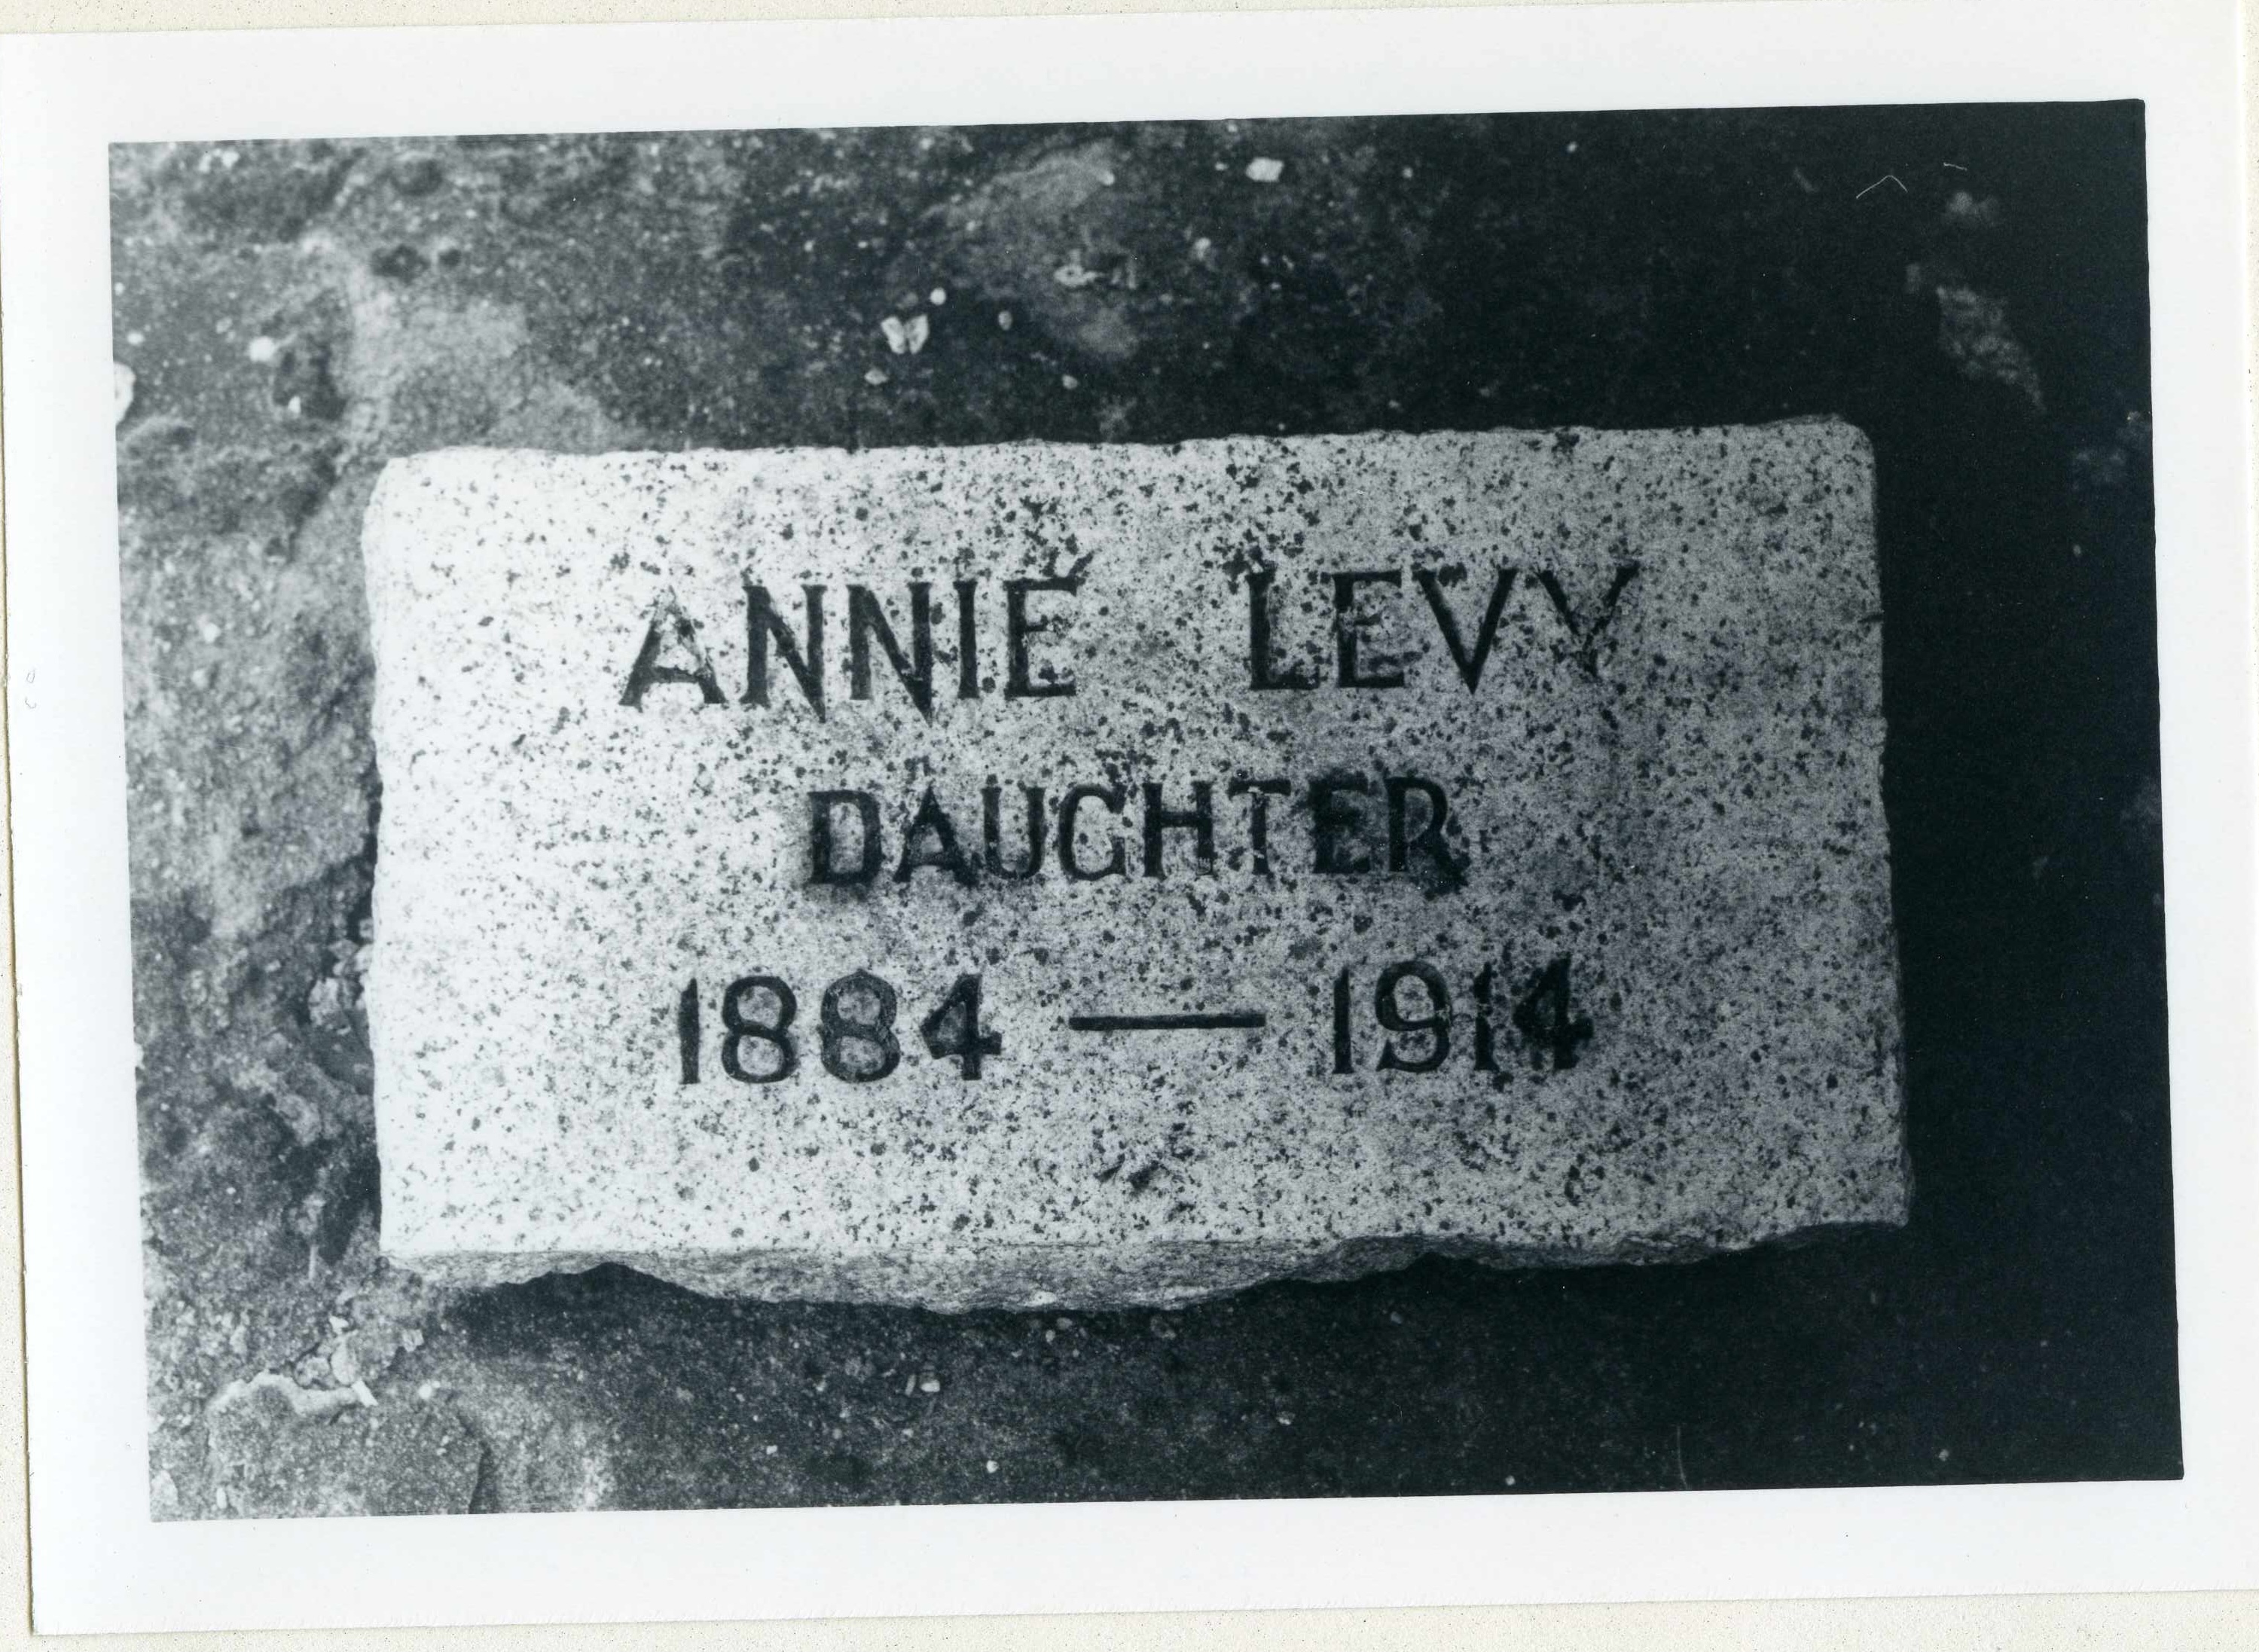 ANNIE LEVY
DAUGHTER
1884 — 1914